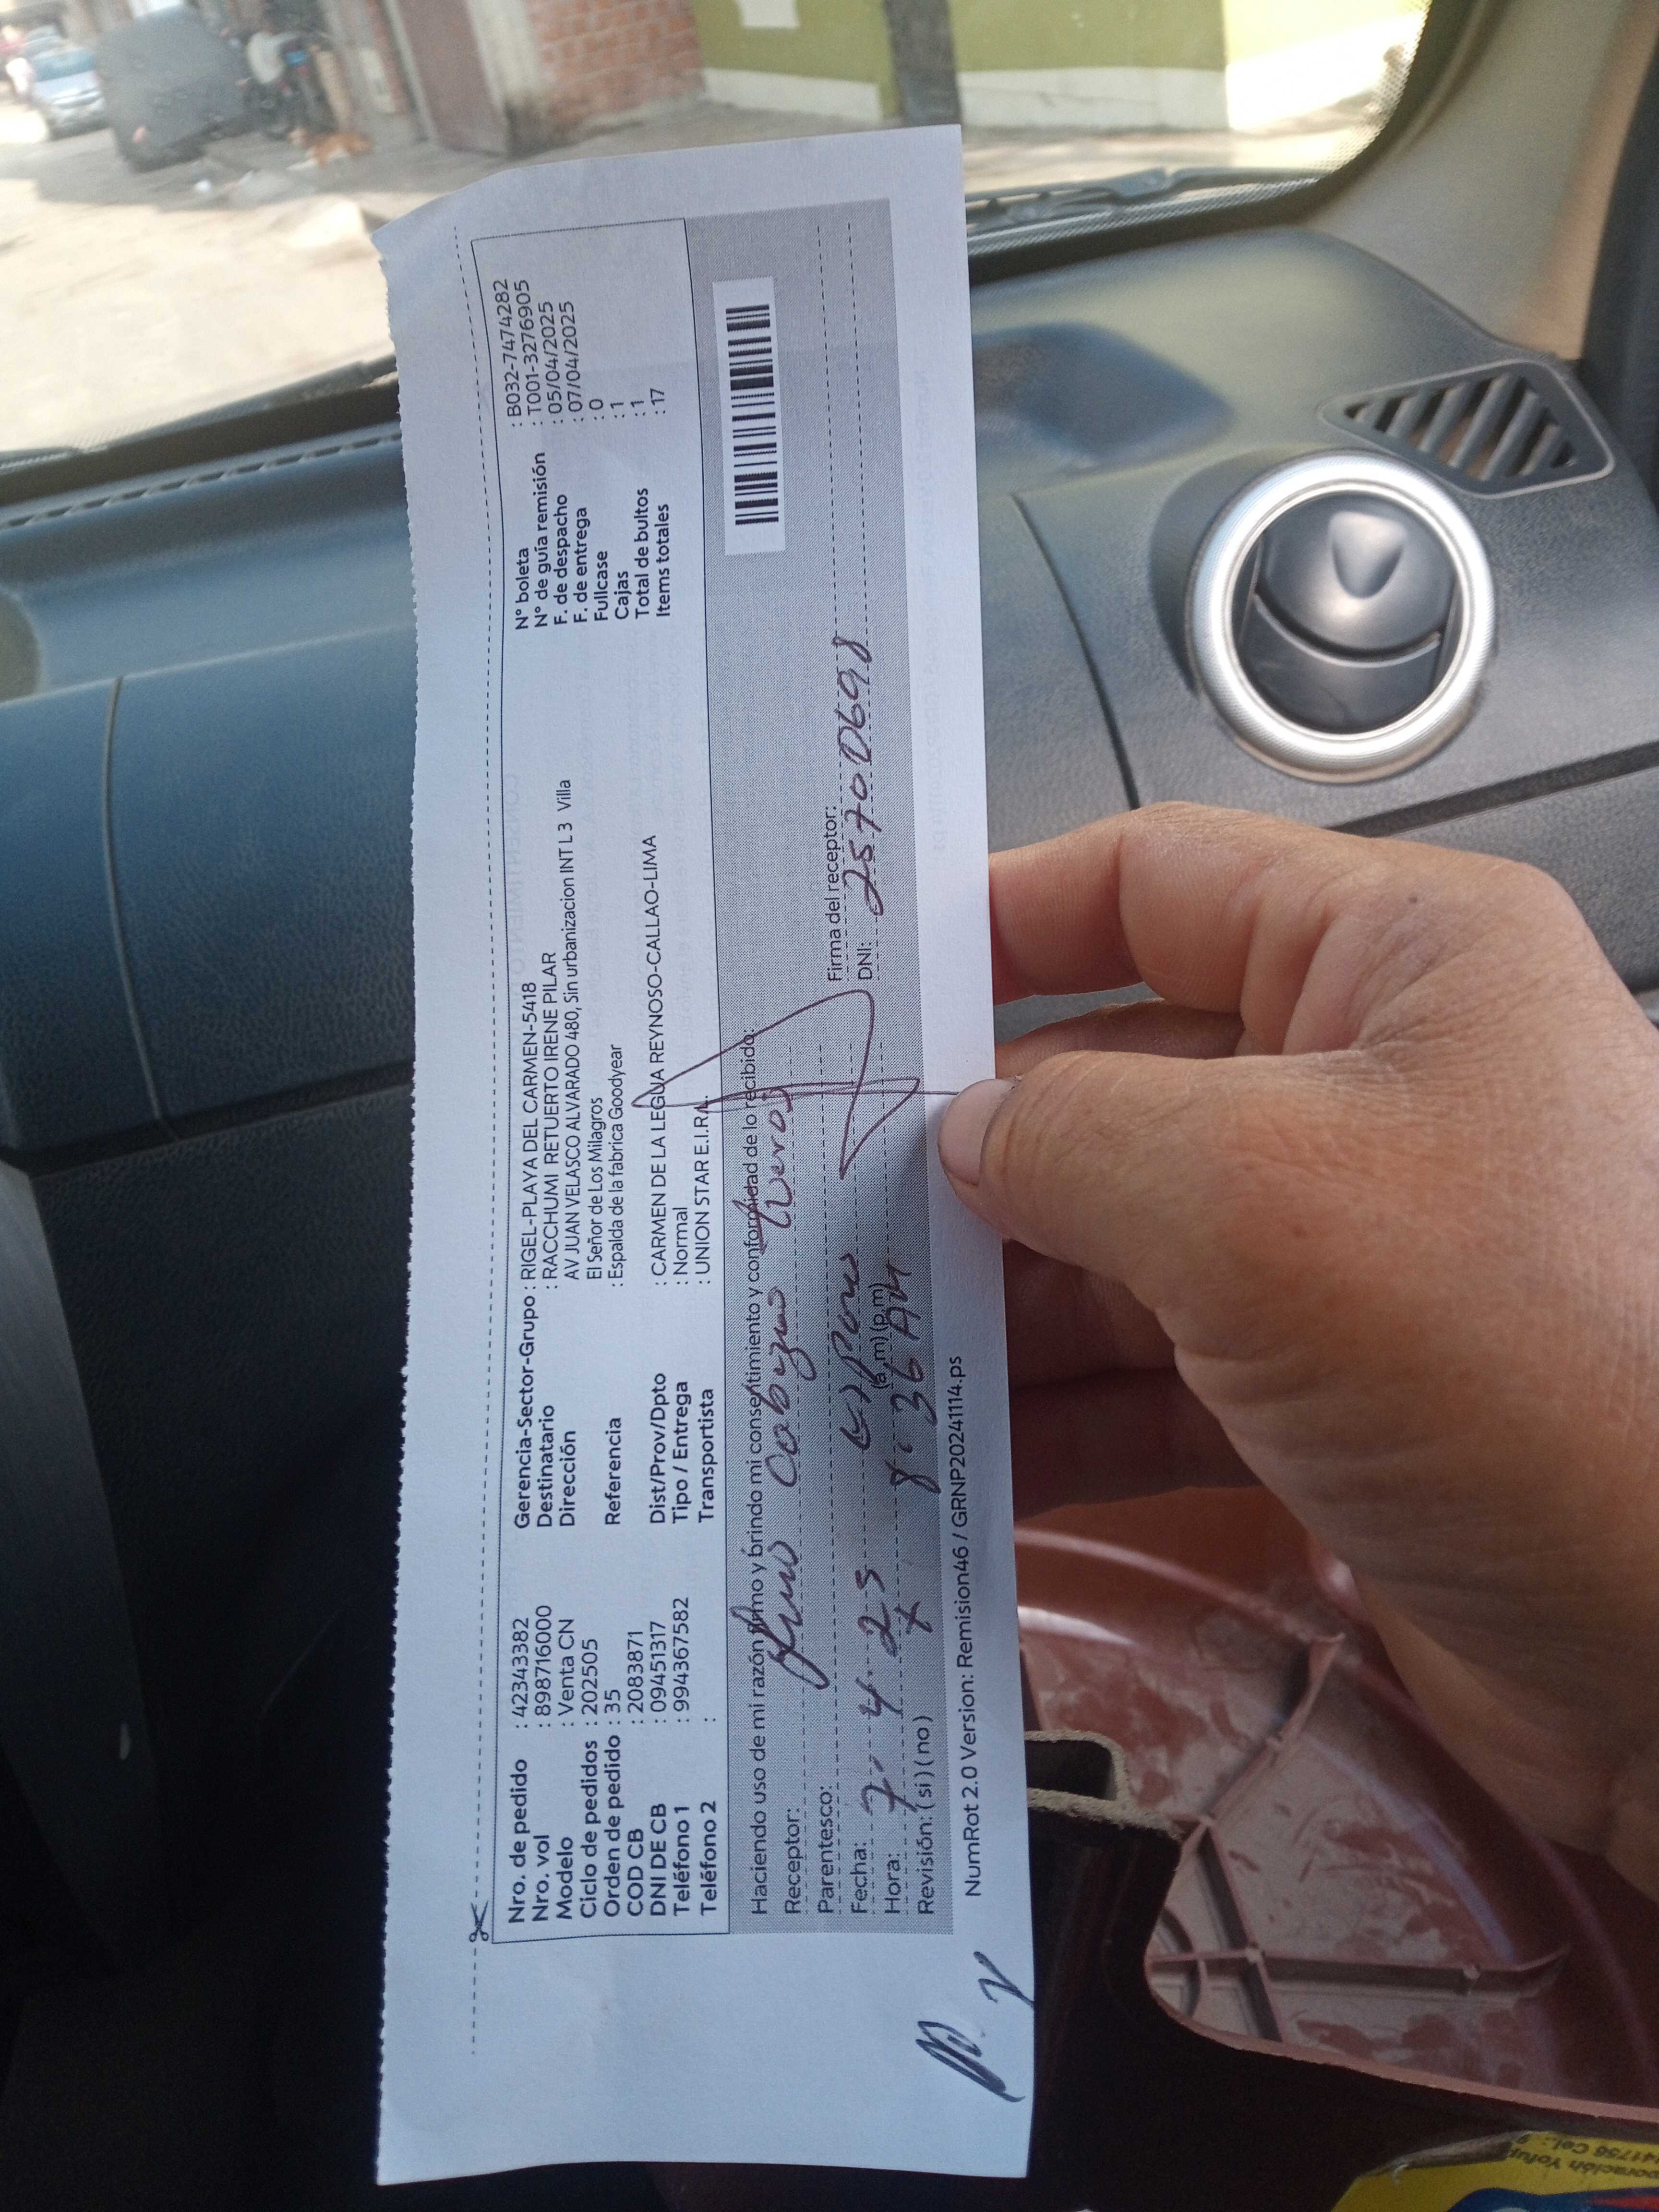 Nro. de pedido : 42343382
Nro. vol : 898716000
Modelo : Venta CN
Ciclo de pedidos : 202505
Orden de pedido : 35
COD CB : 2083871
DNI DE CB : 09451317
Teléfono 1 : 994367582
Teléfono 2 :
Gerencia-Sector-Grupo : RIGEL-PLAYA DEL CARMEN-5418
Destinatario : RACCHUMI RETUERTO IRENE PILAR
Dirección AV JUAN VELASCO ALVARADO 480, Sin urbanizacion INT L 3 Villa
El Señor de Los Milagros
Referencia : Espalda de la fabrica Goodyear
Dist/Prov/Dpto : CARMEN DE LA LEGUA REYNOSO-CALLAO-LIMA
Tipo / Entrega : Normal
Transportista : UNION STAR E.I.R.L.
N° boleta : B032-7474282
N° de guía remisión : T001-3276905
F. de despacho : 05/04/2025
F. de entrega : 07/04/2025
Fullcase : 0
Cajas : 1
Total de bultos : 1
Items totales : 17
Haciendo uso de mi razón firmo y brindo mi consentimiento y conformidad de lo recibido:
Receptor:
Parentesco: Firma del receptor:
Fecha: 7- 4- 25 DNI: 25700698
Hora: 8:36 AM (a,m) (p,m)
Revisión: ( si ) ( no )
NumRot 2.0 Version: Remision46 / GRNP20241114.ps